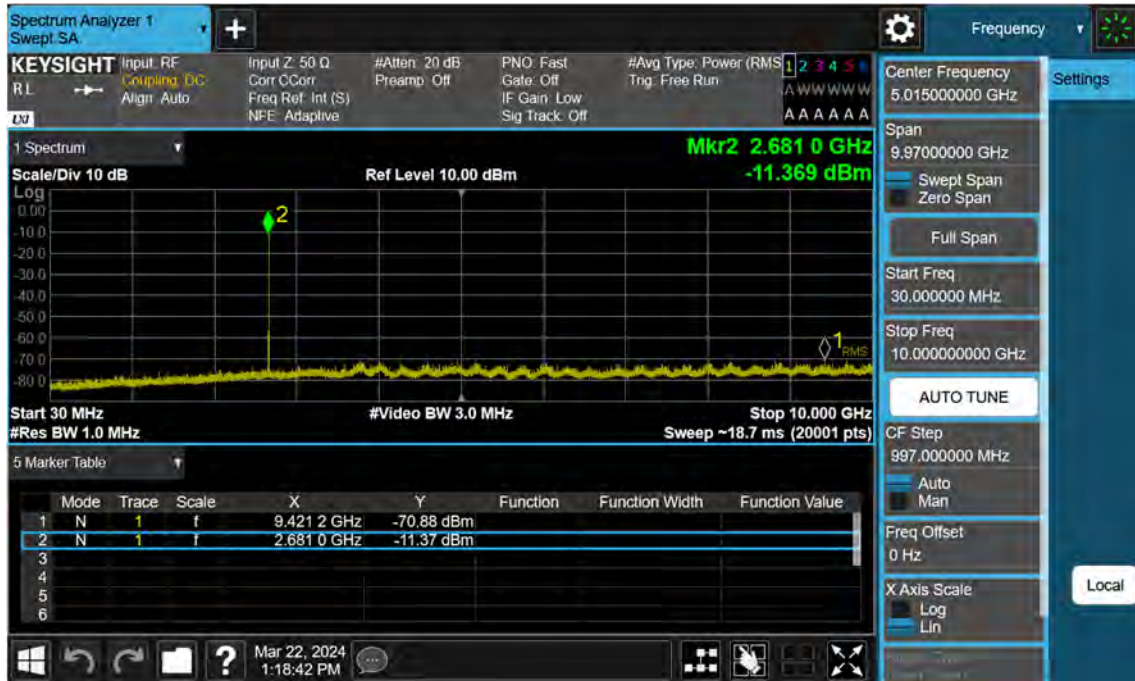 Spectrum Analyzer 1
Swept SA
Frequency
KEYSIGHT
RL
LXI
Input: RF
Coupling: DC
Align: Auto
Input Z: 50 Ω
Corr CCorr
Freq Ref: Int (S)
NFE: Adaptive
#Atten: 20 dB
Preamp: Off
PNO: Fast
Gate: Off
IF Gain: Low
Sig Track: Off
#Avg Type: Power (RMS
Trig: Free Run
1 2 3 4 5 6
A W W W W W
A A A A A A
1 Spectrum
Scale/Div 10 dB
Ref Level 10.00 dBm
Mkr2 2.681 0 GHz
-11.369 dBm
Log
0.00
-10.0
-20.0
-30.0
-40.0
-50.0
-60.0
-70.0
-80.0
2
1
RMS
Start 30 MHz
#Video BW 3.0 MHz
Stop 10.000 GHz
#Res BW 1.0 MHz
Sweep ~18.7 ms (20001 pts)
5 Marker Table
Mode Trace Scale X Y Function Function Width Function Value
1 N 1 f 9.421 2 GHz -70.88 dBm
2 N 1 f 2.681 0 GHz -11.37 dBm
3
4
5
6
Mar 22, 2024
1:18:42 PM
Center Frequency
5.015000000 GHz
Span
9.97000000 GHz
Swept Span
Zero Span
Full Span
Start Freq
30.000000 MHz
Stop Freq
10.000000000 GHz
AUTO TUNE
CF Step
997.000000 MHz
Auto
Man
Freq Offset
0 Hz
X Axis Scale
Log
Lin
Settings
Local